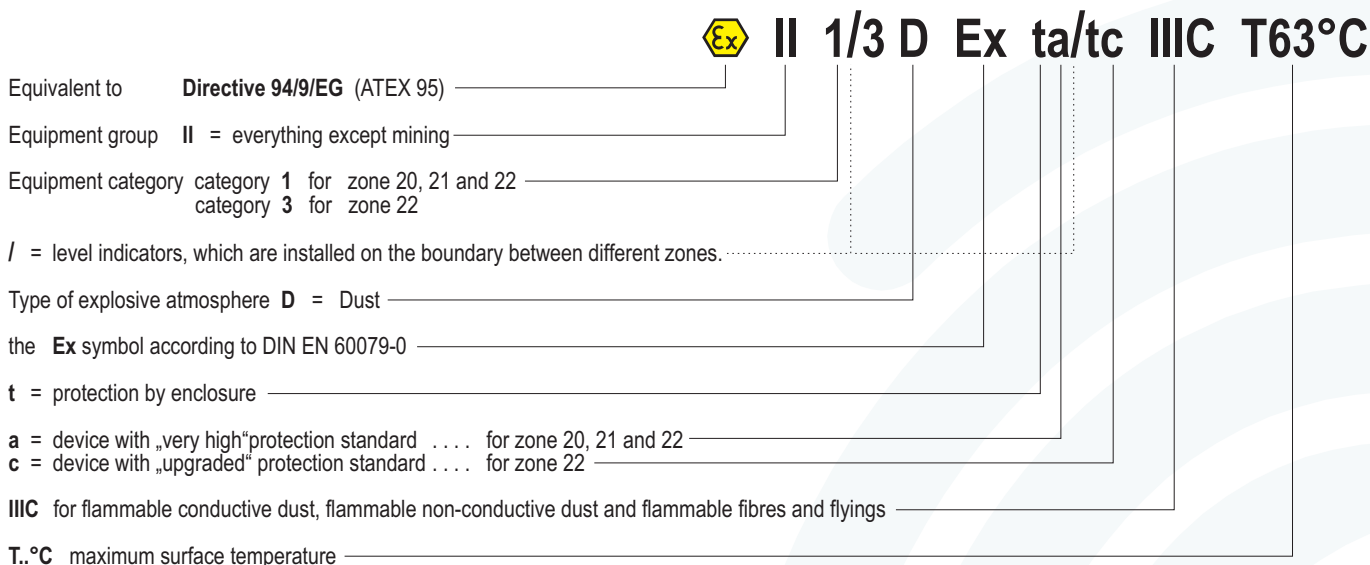 Ex II 1/3 D Ex ta/tc IIIC T63°C
Equivalent to Directive 94/9/EG (ATEX 95)
Equipment group II = everything except mining
Equipment category category 1 for zone 20, 21 and 22
category 3 for zone 22
/ = level indicators, which are installed on the boundary between different zones.
Type of explosive atmosphere D = Dust
the Ex symbol according to DIN EN 60079-0
t = protection by enclosure
a = device with „very high“protection standard . . . . for zone 20, 21 and 22
c = device with „upgraded“ protection standard . . . . for zone 22
IIIC for flammable conductive dust, flammable non-conductive dust and flammable fibres and flyings
T..°C maximum surface temperature